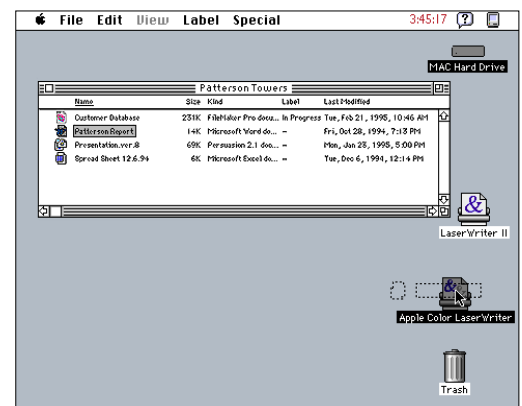 File Edit View Label Special 3:45:17
MAC Hard Drive
Patterson Towers
Name Size Kind Label Last Modified
Customer Database 231K FileMaker Pro docu... In Progress Tue, Feb 21, 1995, 10:46 AM
Patterson Report 14K Microsoft Word do... – Fri, Oct 28, 1994, 7:13 PM
Presentation.ver.8 69K Persuasion 2.1 doo... – Mon, Jan 23, 1995, 5:00 PM
Spread Sheet 12.6.94 6K Microsoft Excel do... – Tue, Dec 6, 1994, 12:14 PM
&
LaserWriter II
&
Apple Color LaserWriter
Trash